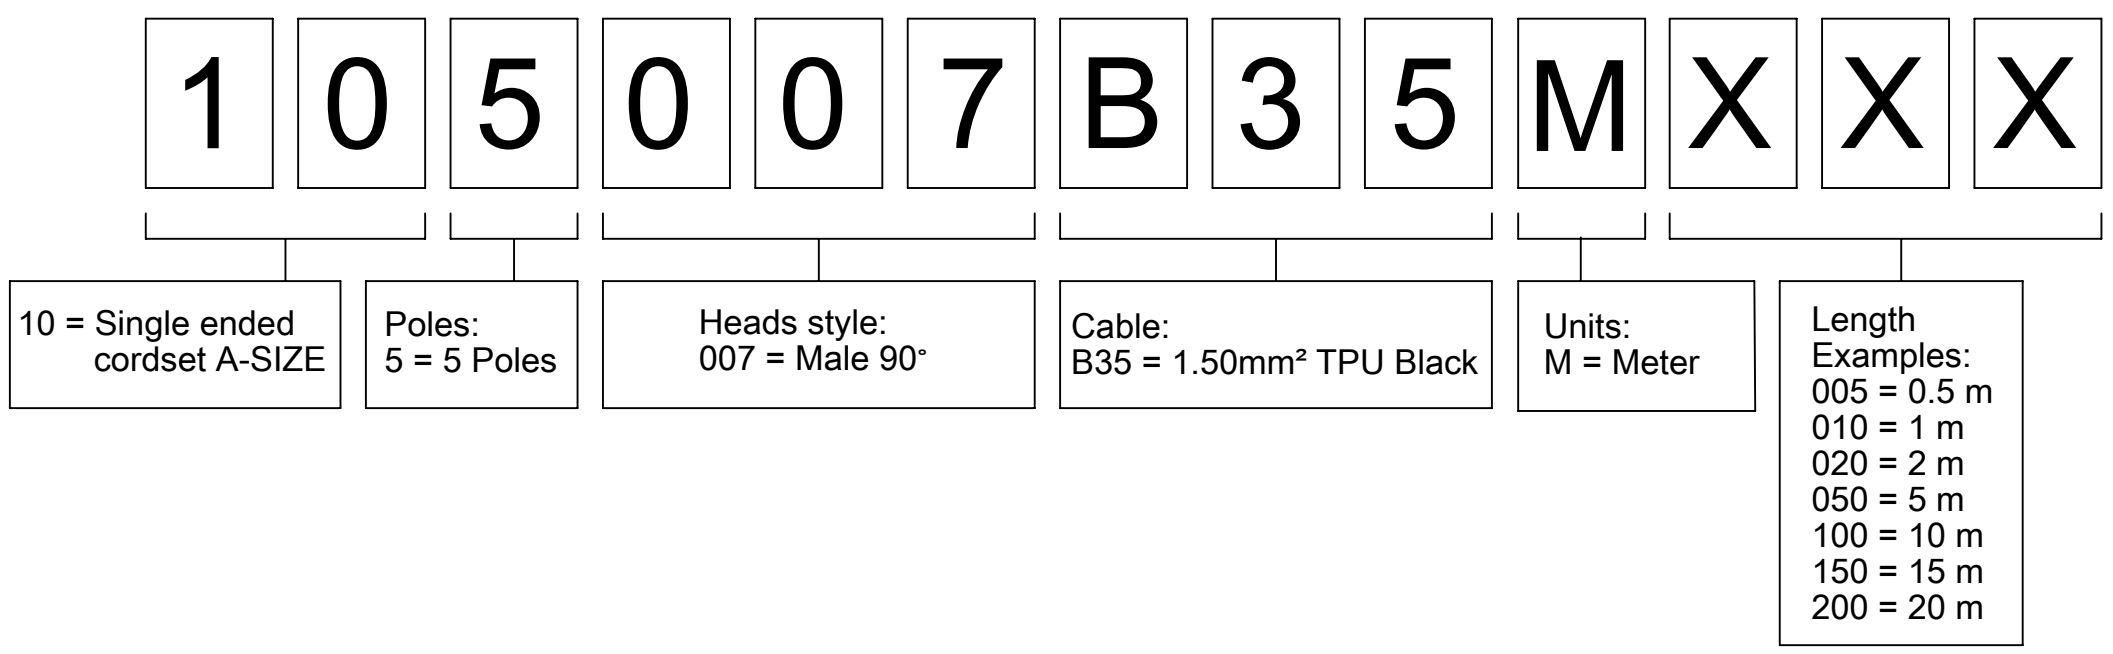 1 0 5 0 0 7 B 3 5 M X X X
10 = Single ended
cordset A-SIZE
Poles:
5 = 5 Poles
Heads style:
007 = Male 90°
Cable:
B35 = 1.50mm² TPU Black
Units:
M = Meter
Length
Examples:
005 = 0.5 m
010 = 1 m
020 = 2 m
050 = 5 m
100 = 10 m
150 = 15 m
200 = 20 m